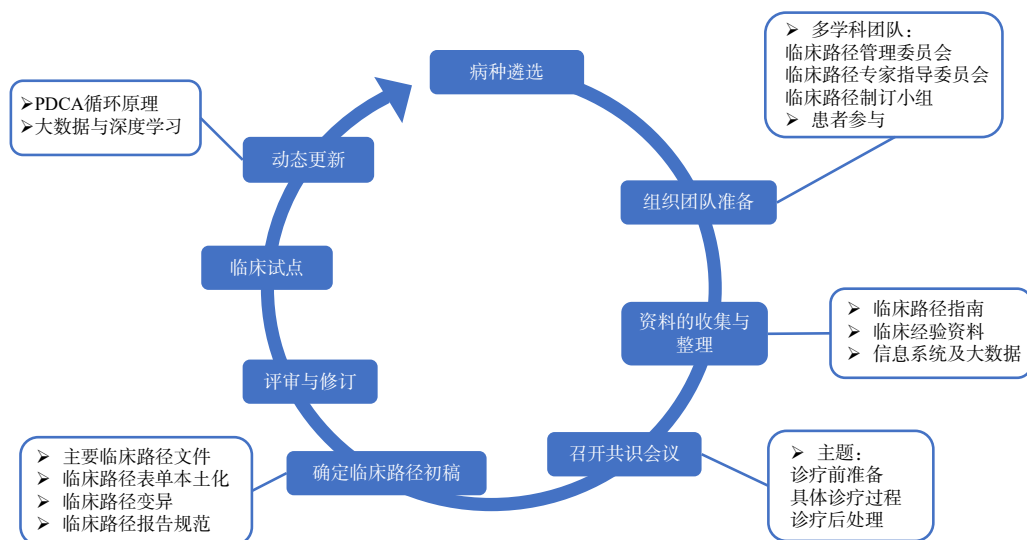 病种遴选
➢ 多学科团队：
临床路径管理委员会
临床路径专家指导委员会
临床路径制订小组
➢ 患者参与
组织团队准备
资料的收集与
整理
➢ 临床路径指南
➢ 临床经验资料
➢ 信息系统及大数据
召开共识会议
➢ 主题：
诊疗前准备
具体诊疗过程
诊疗后处理
确定临床路径初稿
➢ 主要临床路径文件
➢ 临床路径表单本土化
➢ 临床路径变异
➢ 临床路径报告规范
评审与修订
临床试点
动态更新
➢PDCA循环原理
➢大数据与深度学习